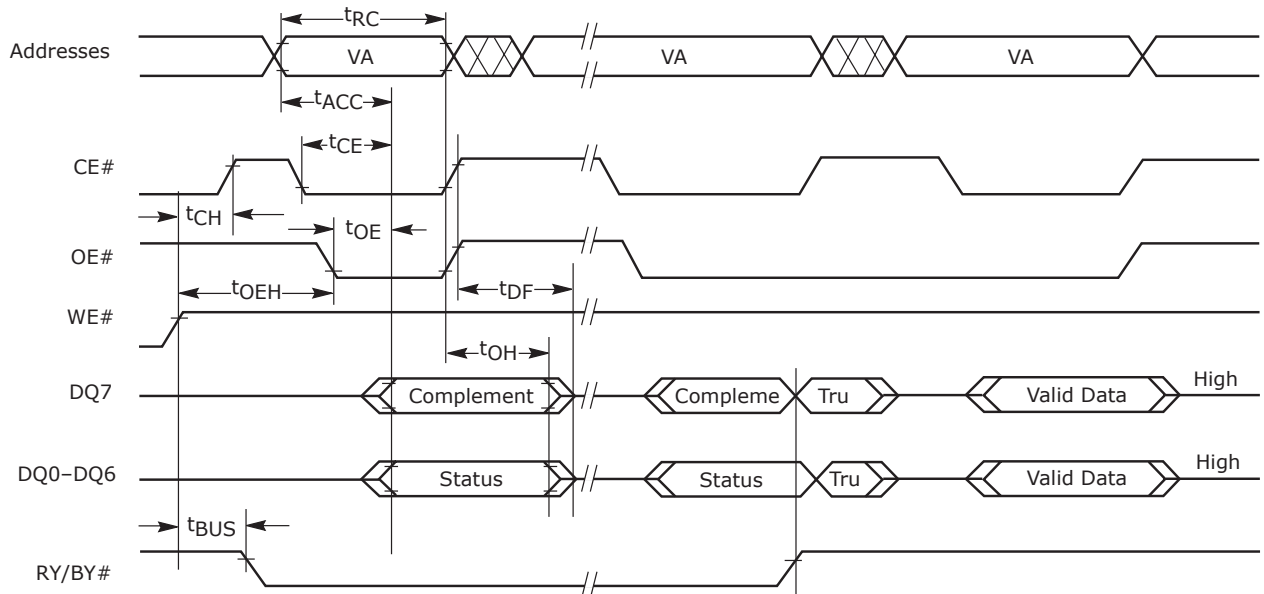 tRC
Addresses VA VA VA
tACC
tCE
CE#
tCH
tOE
OE#
tOEH
tDF
WE#
tOH
DQ7 Complement Compleme Tru Valid Data High
DQ0–DQ6 Status Status Tru Valid Data High
tBUS
RY/BY#